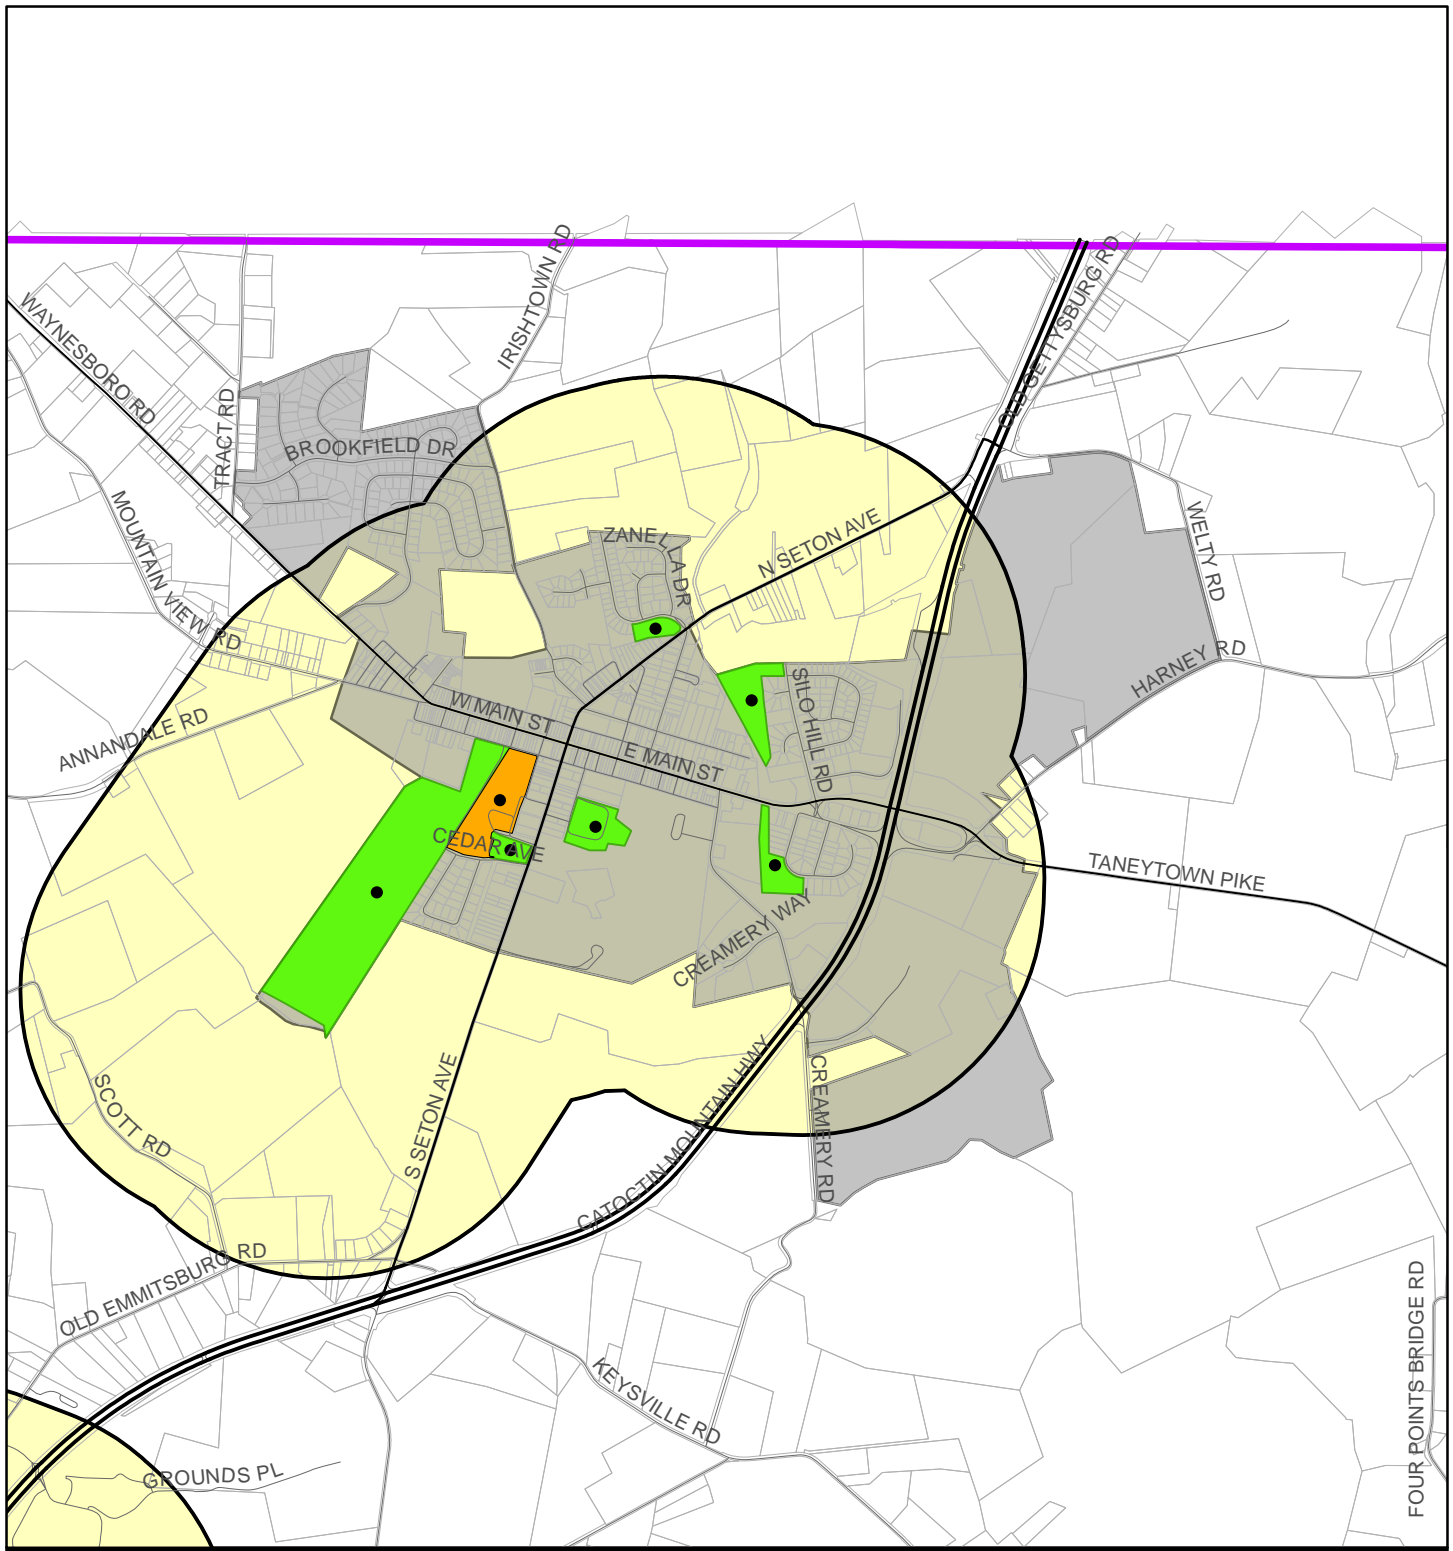 IRISHTOWN RD
OLD GETTYSBURG RD
WAYNESBORO RD
TRACT RD
BROOKFIELD DR
MOUNTAIN VIEW RD
ZANELLA DR
N SETON AVE
WELTY RD
HARNEY RD
SILO HILL RD
W MAIN ST
E MAIN ST
ANNANDALE RD
CEDAR AVE
TANEYTOWN PIKE
CREAMERY WAY
SCOTT RD
S SETON AVE
CATOCTIN MOUNTAIN HWY
CREAMERY RD
OLD EMMITSBURG RD
KEYSVILLE RD
FOUR POINTS BRIDGE RD
GROUNDS PL